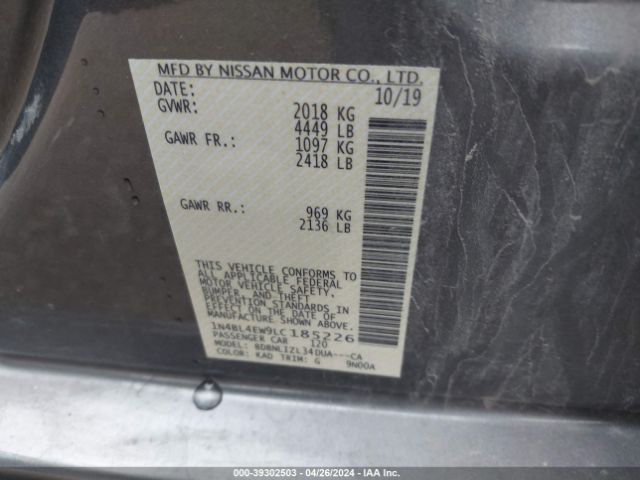 MFD BY NISSAN MOTOR CO., LTD.
DATE: 10/19
GVWR: 2018 KG
4449 LB
GAWR FR.: 1097 KG
2418 LB
GAWR RR.: 969 KG
2136 LB
THIS VEHICLE CONFORMS TO
ALL APPLICABLE FEDERAL
MOTOR VEHICLE SAFETY,
BUMPER, AND THEFT
PREVENTION STANDARDS IN
EFFECT ON THE DATE OF
MANUFACTURE SHOWN ABOVE.
1N4BL4EW9LC185226
PASSENGER CAR 120
MODEL: BDBNLIZL34DUA---CA
COLOR: KAD TRIM: G 9N00A
000-39302503 - 04/26/2024 - IAA Inc.